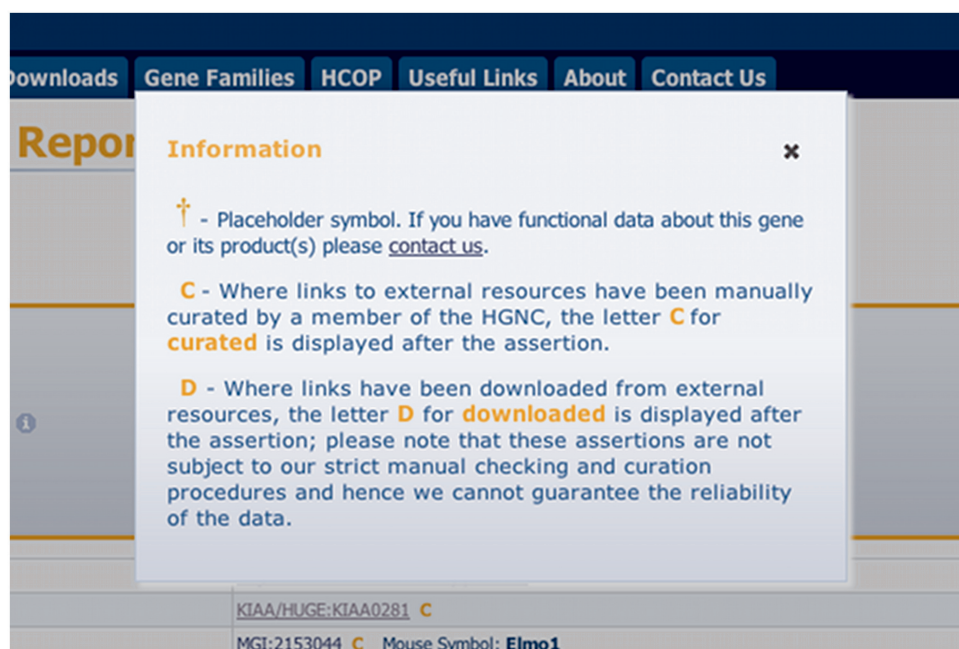 Downloads Gene Families HCOP Useful Links About Contact Us
Repor
Information
† - Placeholder symbol. If you have functional data about this gene
or its product(s) please contact us.
C - Where links to external resources have been manually
curated by a member of the HGNC, the letter C for
curated is displayed after the assertion.
D - Where links have been downloaded from external
resources, the letter D for downloaded is displayed after
the assertion; please note that these assertions are not
subject to our strict manual checking and curation
procedures and hence we cannot guarantee the reliability
of the data.
KIAA/HUGE:KIAA0281 C
MGI:2153044 C Mouse Symbol: Elmo1